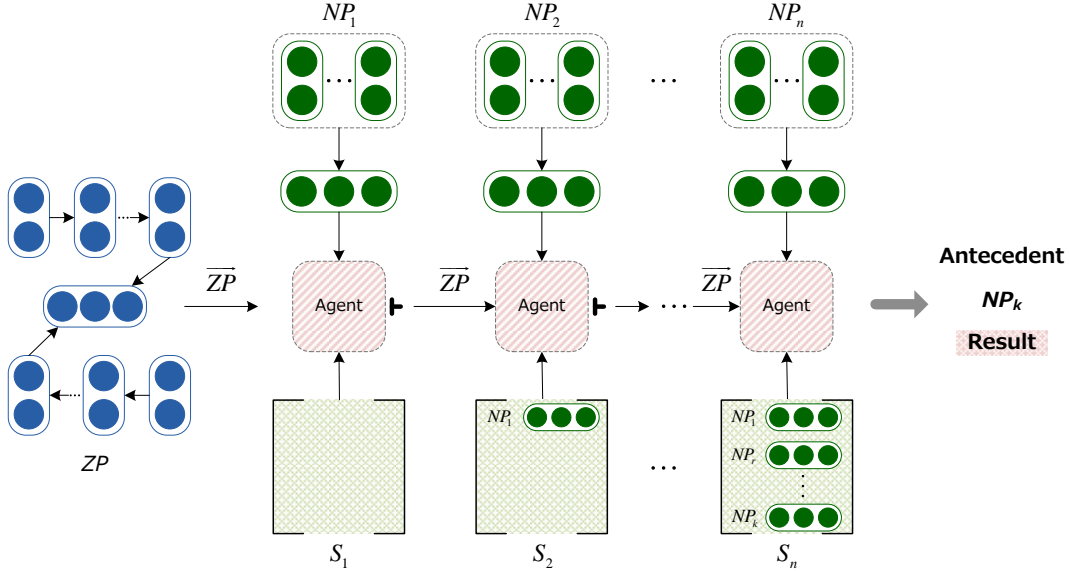 NP₁ NP₂ NPₙ
··· ··· ··· ···
ZP ZP ZP
Agent Agent Agent
··· ···
Antecedent
NPₖ
Result
NP₁ NP₁
NPᵣ
···
NPₖ
ZP
S₁ S₂ Sₙ